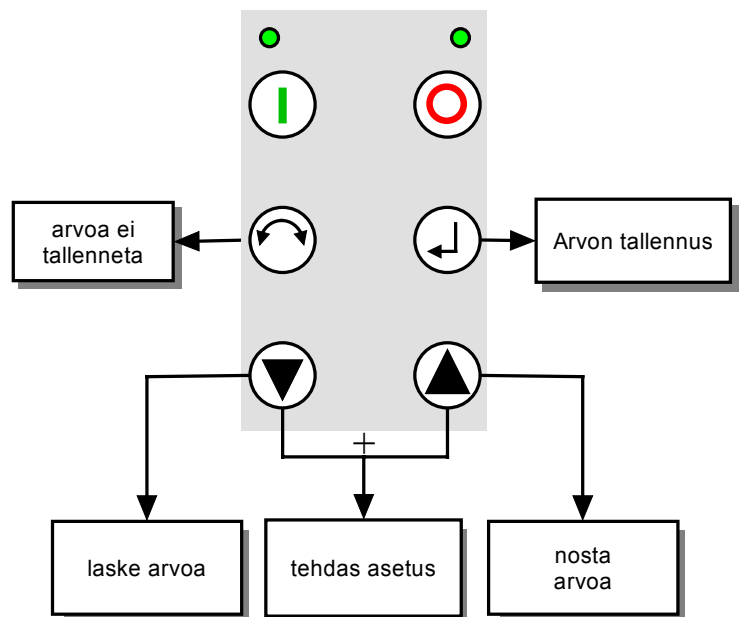 arvoa ei
tallenneta
Arvon tallennus
+
laske arvoa
tehdas asetus
nosta
arvoa